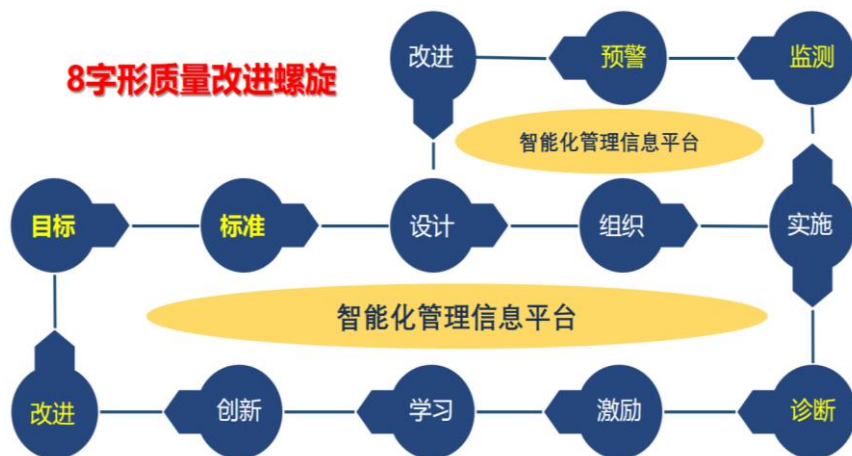 8字形质量改进螺旋
改进
预警
监测
智能化管理信息平台
目标
标准
设计
组织
实施
智能化管理信息平台
改进
创新
学习
激励
诊断